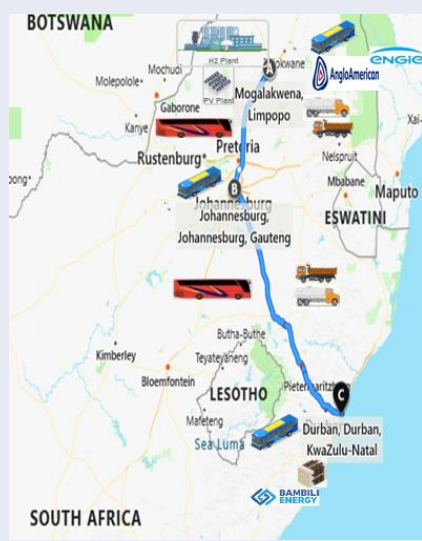 BOTSWANA
H2 Plant
PV Plant
A
okwane
AngloAmerican
ENGIE
Mochudi
Molepolole
Gaborone
Kanye
Mogalakwena,
Limpopo
Xai-
Rustenburg
Pretoria
Nelspruit
Mbabane
Maputo
B
Johannesburg
Johannesburg,
Johannesburg, Gauteng
ESWATINI
Butha-Buthe
Kimberley
Teyateyaneng
Bloemfontein
LESOTHO
Mafeteng
Sea Luma
Pietermaritzb
C
Durban, Durban,
KwaZulu-Natal
BAMBILI
ENERGY
SOUTH AFRICA